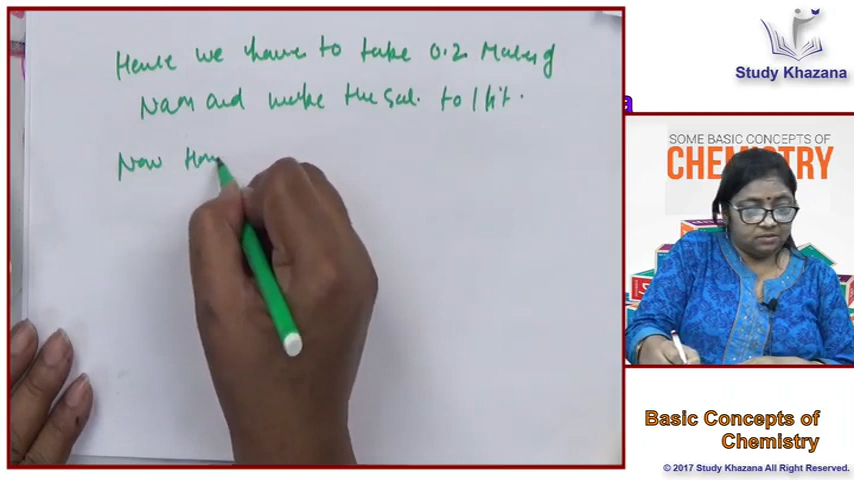 Hence we have to take 0.2 Moles of
NaOH and make the Sol. to 1 lit.
Now How
Study Khazana
a
SOME BASIC CONCEPTS OF
CHEMISTRY
Basic Concepts of
Chemistry
© 2017 Study Khazana All Right Reserved.